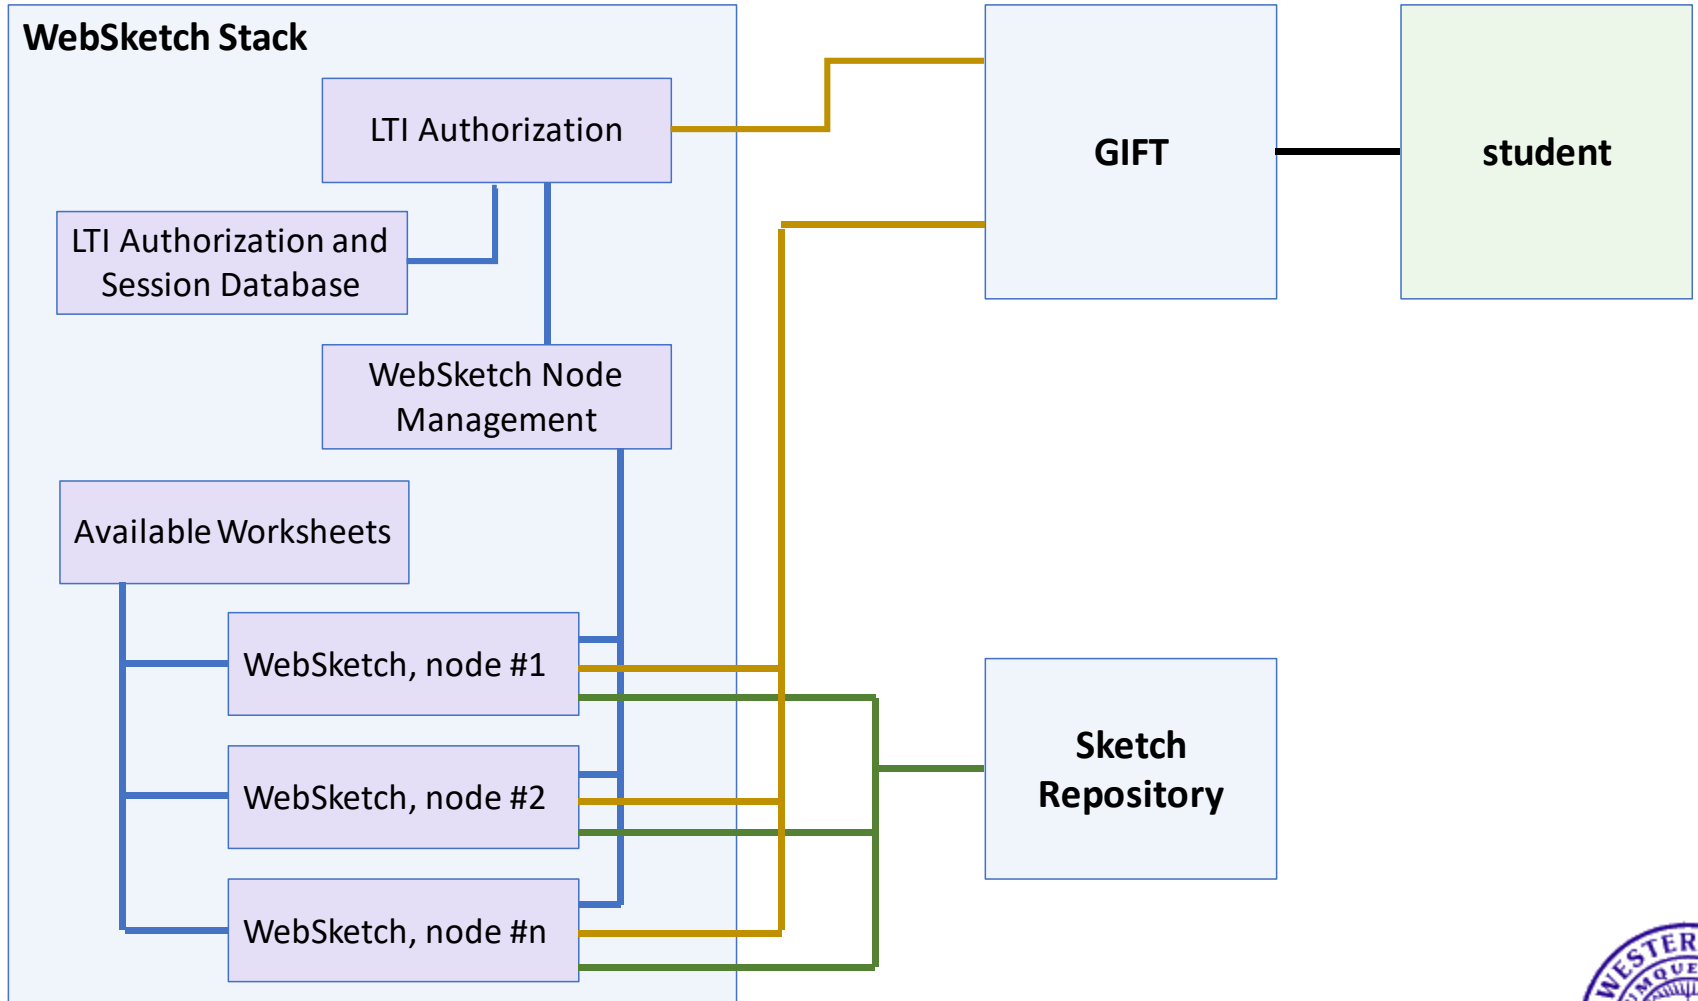 WebSketch Stack
LTI Authorization
GIFT
student
LTI Authorization and
Session Database
WebSketch Node
Management
Available Worksheets
WebSketch, node #1
Sketch
Repository
WebSketch, node #2
WebSketch, node #n